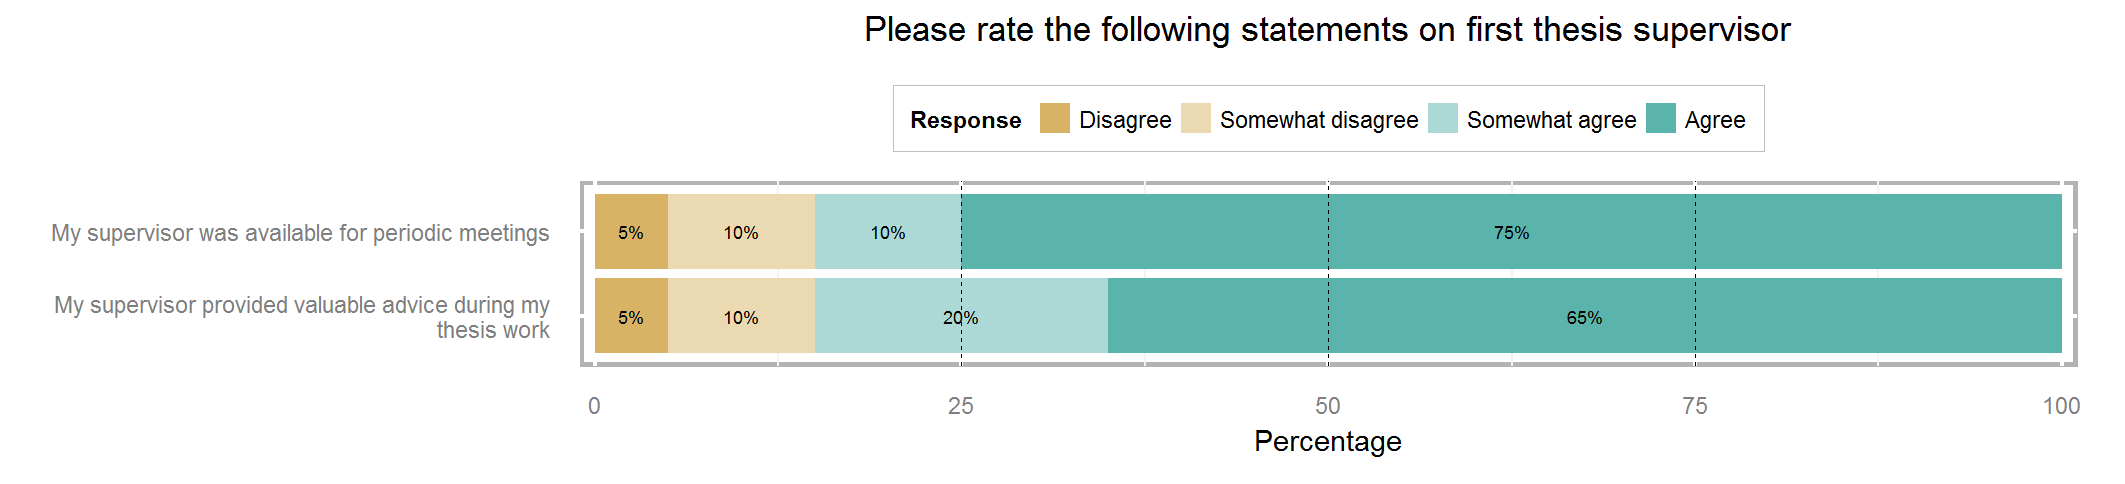 Please rate the following statements on first thesis supervisor
Response Disagree Somewhat disagree Somewhat agree Agree
My supervisor was available for periodic meetings 5% 10% 10% 75%
My supervisor provided valuable advice during my
thesis work 5% 10% 20% 65%
0 25 50 75 100
Percentage